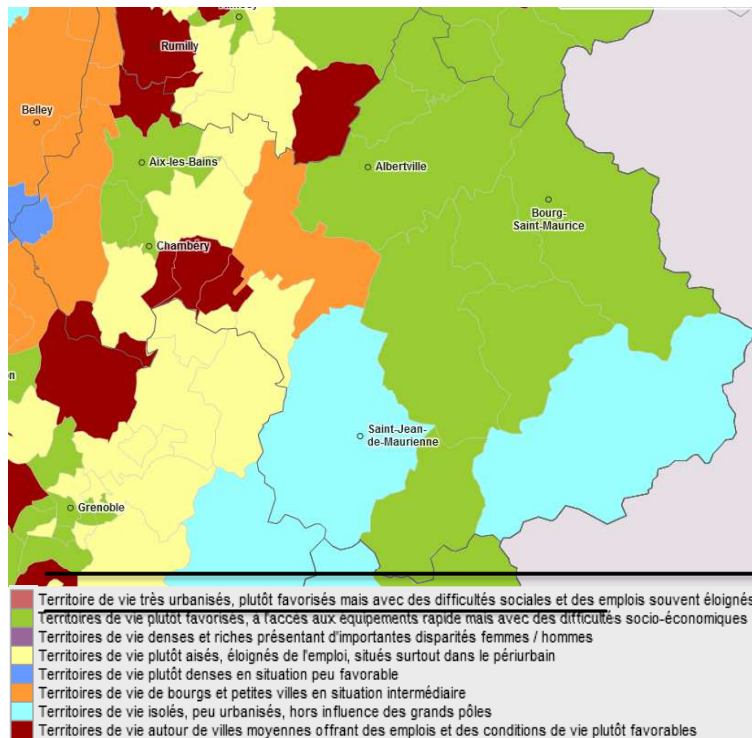 Rumilly
Belley
Aix-les-Bains
Albertville
Bourg-
Saint-Maurice
Chambéry
Saint-Jean-
de-Maurienne
Grenoble
Territoire de vie très urbanisés, plutôt favorisés mais avec des difficultés sociales et des emplois souvent éloignés
Territoires de vie plutôt favorisés, à l'accès aux équipements rapide mais avec des difficultés socio-économiques
Territoires de vie denses et riches présentant d'importantes disparités femmes / hommes
Territoires de vie plutôt aisés, éloignés de l'emploi, situés surtout dans le périurbain
Territoires de vie plutôt denses en situation peu favorable
Territoires de vie de bourgs et petites villes en situation intermédiaire
Territoires de vie isolés, peu urbanisés, hors influence des grands pôles
Territoires de vie autour de villes moyennes offrant des emplois et des conditions de vie plutôt favorables